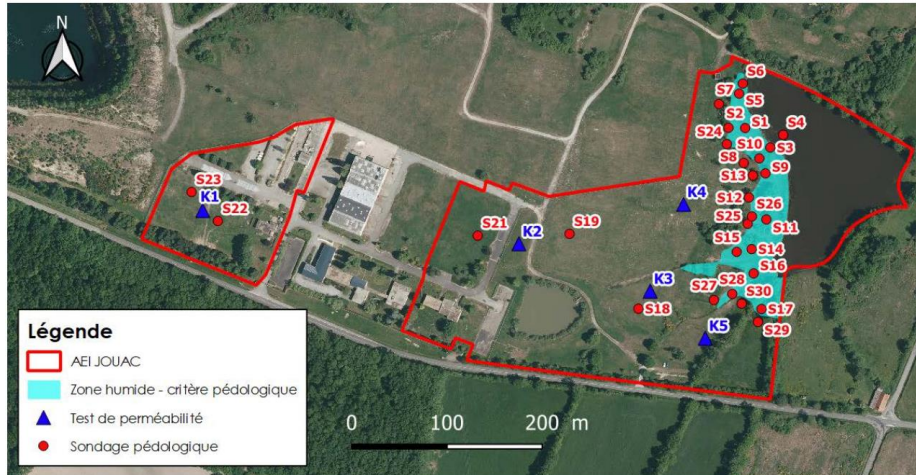 N
S6
S7
S5
S2
S1
S4
S24
S10
S3
S8
S9
S13
S23
K1
S22
S12
K4
S26
S25
S11
S21
K2
S19
S15
S14
S16
K3
S28
S27
S30
S18
S17
K5
S29
Légende
AEI JOUAC
Zone humide - critère pédologique
Test de perméabilité
Sondage pédologique
0 100 200 m